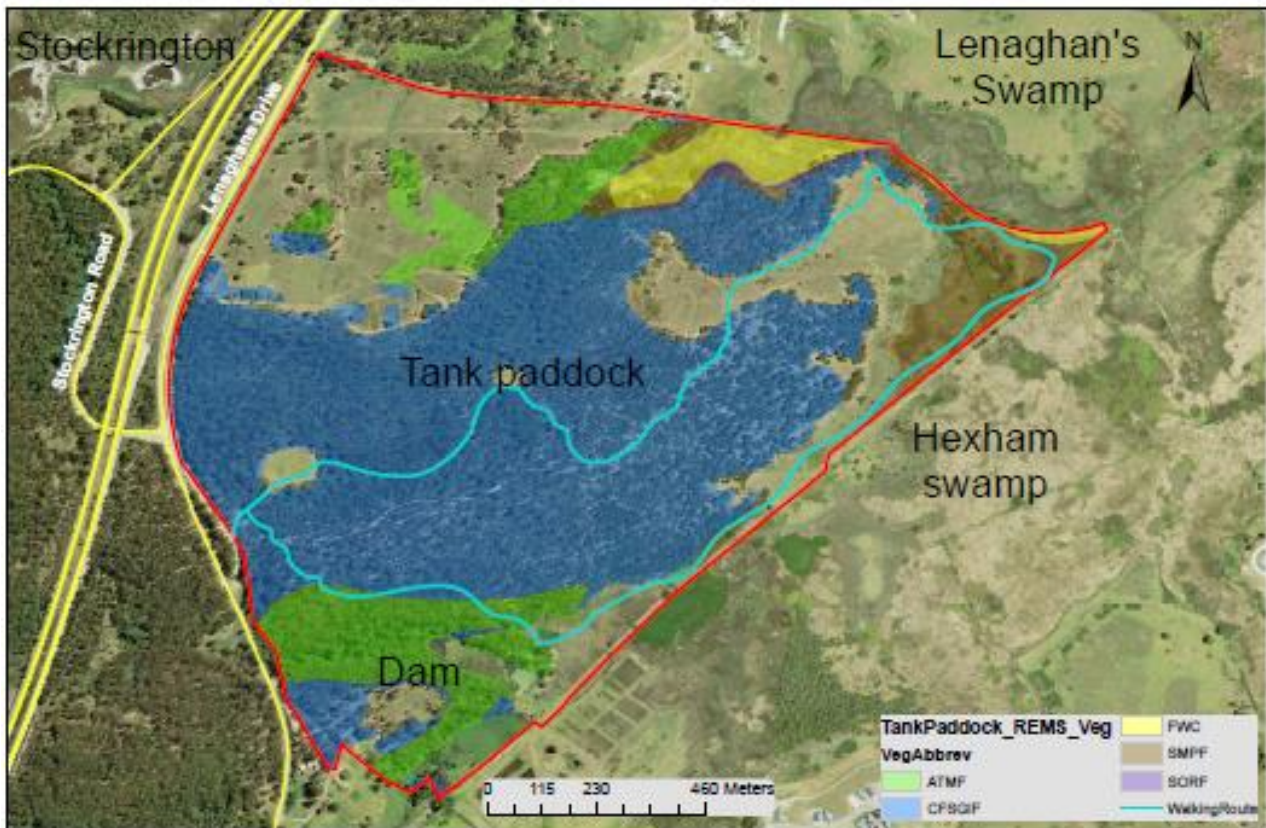 Stockrington
Lenaghan's
Swamp
N
Lenaghans Drive
Stockrington Road
Tank paddock
Hexham
swamp
Dam
0 115 230 460 Meters
TankPaddock_REMS_Veg
VegAbbrev
ATMF
CFSGIF
FWC
SMPF
SORF
WalkingRoute